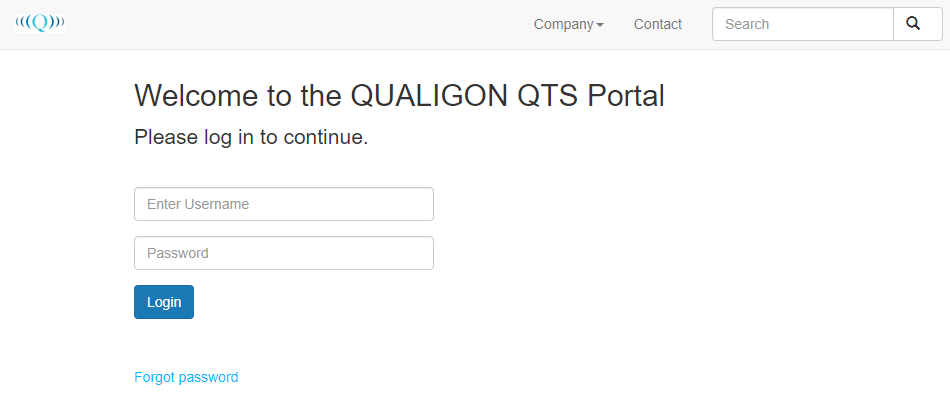 (((Q)))
Company
Contact
Search
Welcome to the QUALIGON QTS Portal
Please log in to continue.
Enter Username
Password
Login
Forgot password